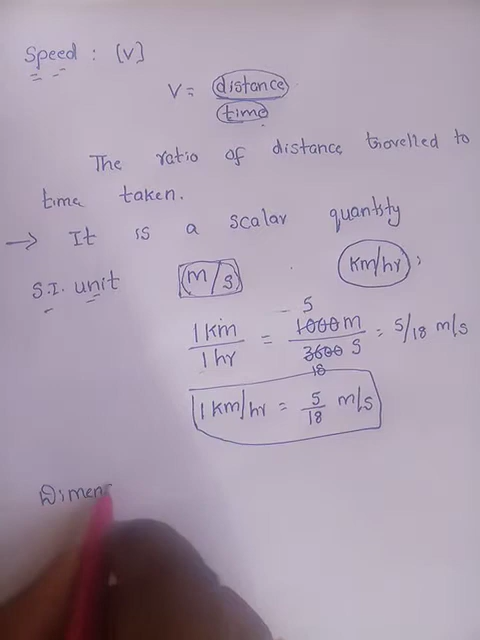 Speed : [v]
V = distance / time
The ratio of distance travelled to
time taken.
→ It is a scalar quantity
S.I. unit m/s km/hr ;
1km / 1hr = 1000m / 3600 s = 5/18 m/s
5
18
1 km/hr = 5/18 m/s
Dimen